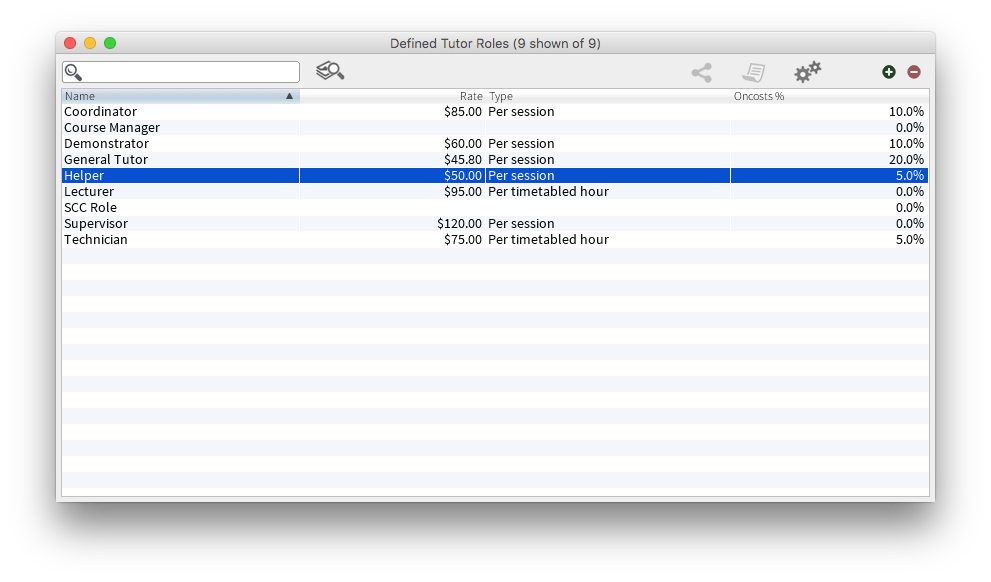 Defined Tutor Roles (9 shown of 9)
Name Rate Type Oncosts %
Coordinator $85.00 Per session 10.0%
Course Manager 0.0%
Demonstrator $60.00 Per session 10.0%
General Tutor $45.80 Per session 20.0%
Helper $50.00 Per session 5.0%
Lecturer $95.00 Per timetabled hour 0.0%
SCC Role 0.0%
Supervisor $120.00 Per session 0.0%
Technician $75.00 Per timetabled hour 5.0%